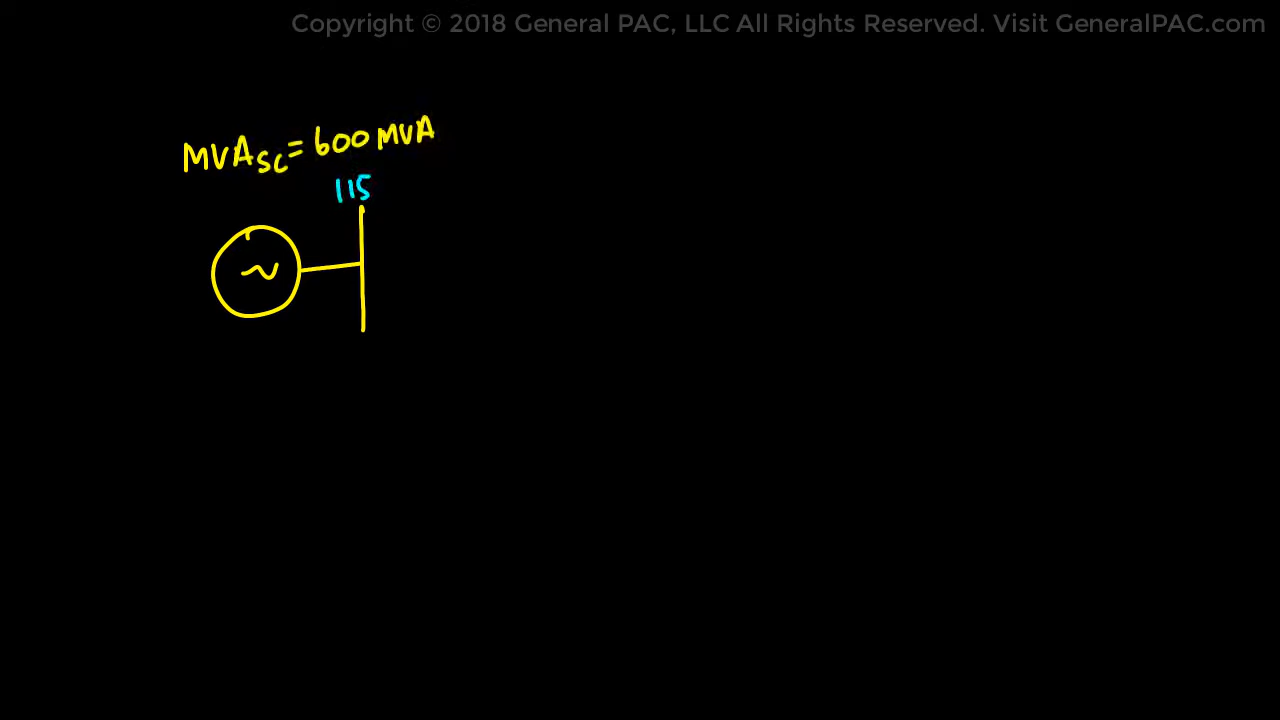 Copyright © 2018 General PAC, LLC All Rights Reserved. Visit GeneralPAC.com
MVASC = 600 MVA
115
~